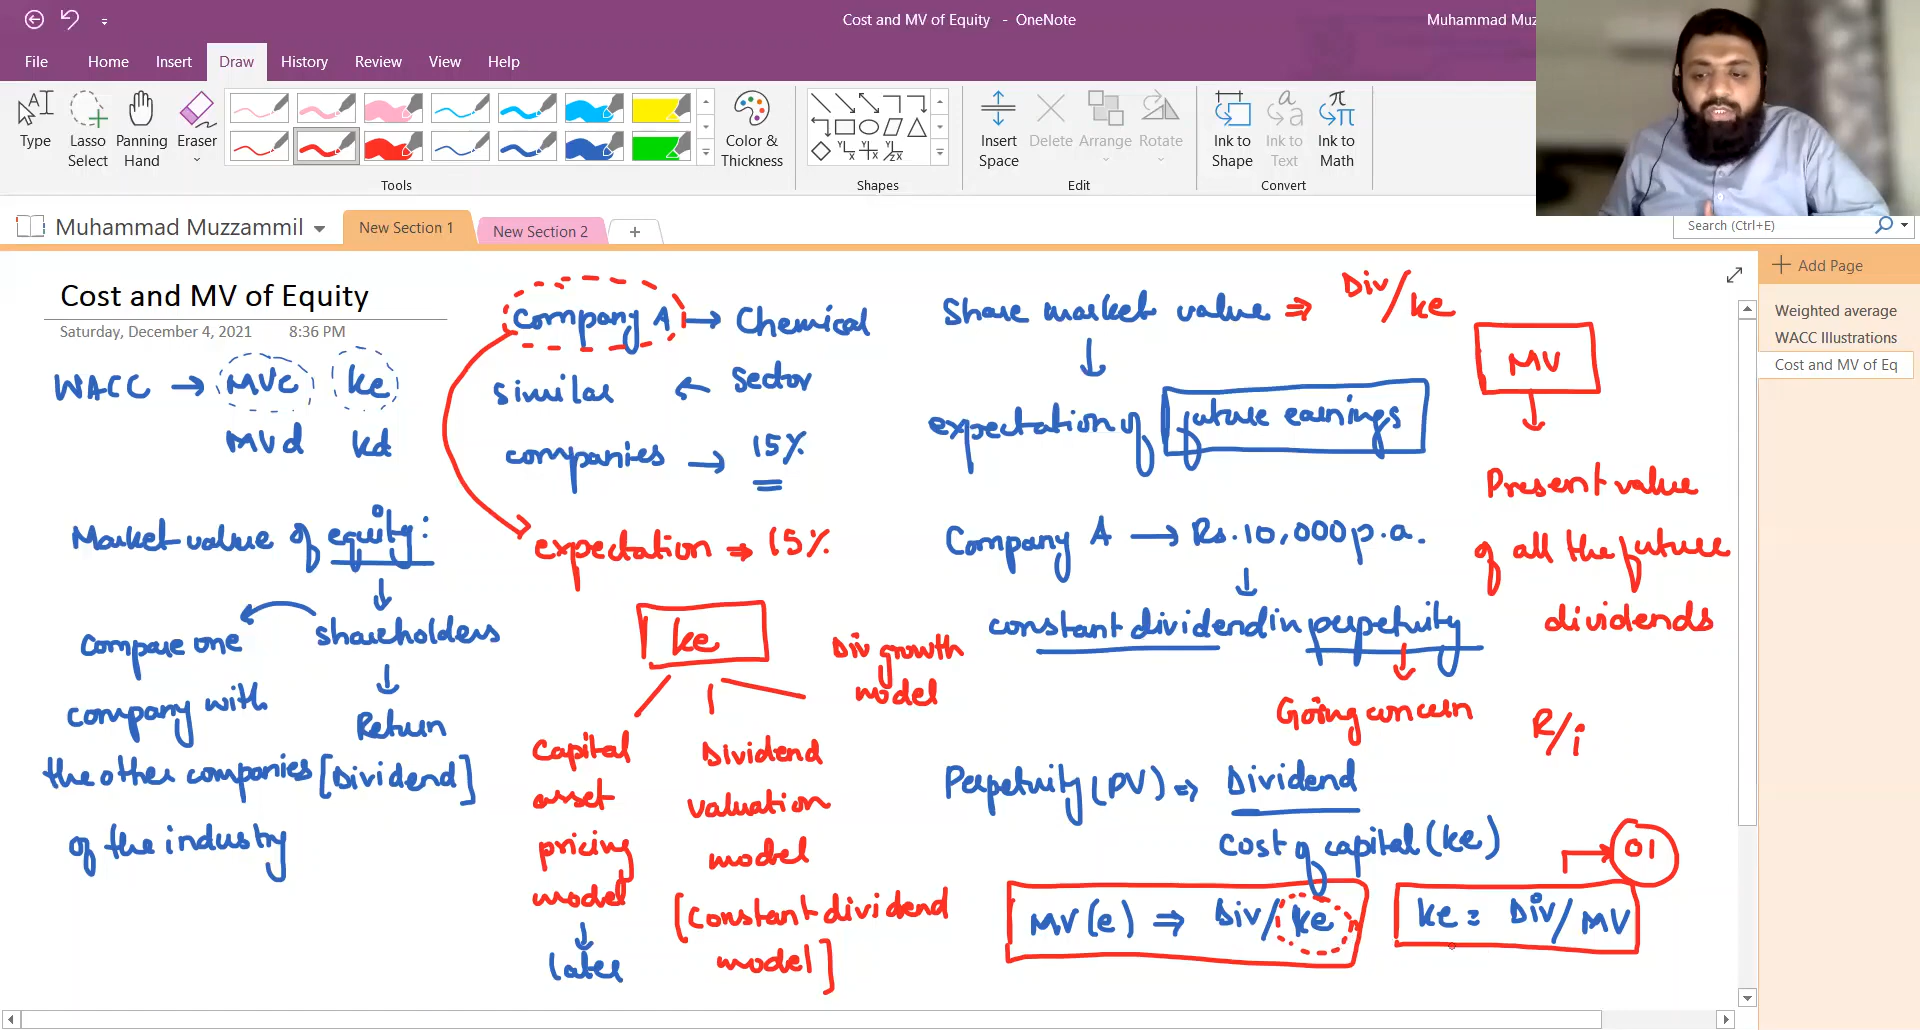 Cost and MV of Equity - OneNote
Muhammad Muz
File Home Insert Draw History Review View Help
Type
Lasso Select
Panning Hand
Eraser
Color & Thickness
Insert Space
Delete
Arrange
Rotate
Ink to Shape
Ink to Text
Ink to Math
Tools
Shapes
Edit
Convert
Muhammad Muzzammil
New Section 1
New Section 2
Search (Ctrl+E)
Add Page
Weighted average
WACC Illustrations
Cost and MV of Eq
Cost and MV of Equity
Saturday, December 4, 2021 8:36 PM
WACC → MVe ke
MVd kd
Market value of equity:
↓
shareholders
↓
Return
[Dividend]
Compare one
company with
the other companies
of the industry
Company A → Chemical
sector
similar ←
companies → 15%
expectation → 15%
ke
Capital
asset
pricing
model
↓
later
Dividend
valuation
model
[Constant dividend
model]
Div growth
model
Share market value ⇒ Div/ke
↓
expectation of future earnings
Company A → Rs.10,000 p.a.
↓
constant dividend in perpetuity
↓
Going concern
Perpetuity (PV) ⇒ Dividend
Cost of capital (ke)
MV(e) ⇒ Div/ke
ke = Div/MV
01
MV
↓
Present value
of all the future
dividends
R/i